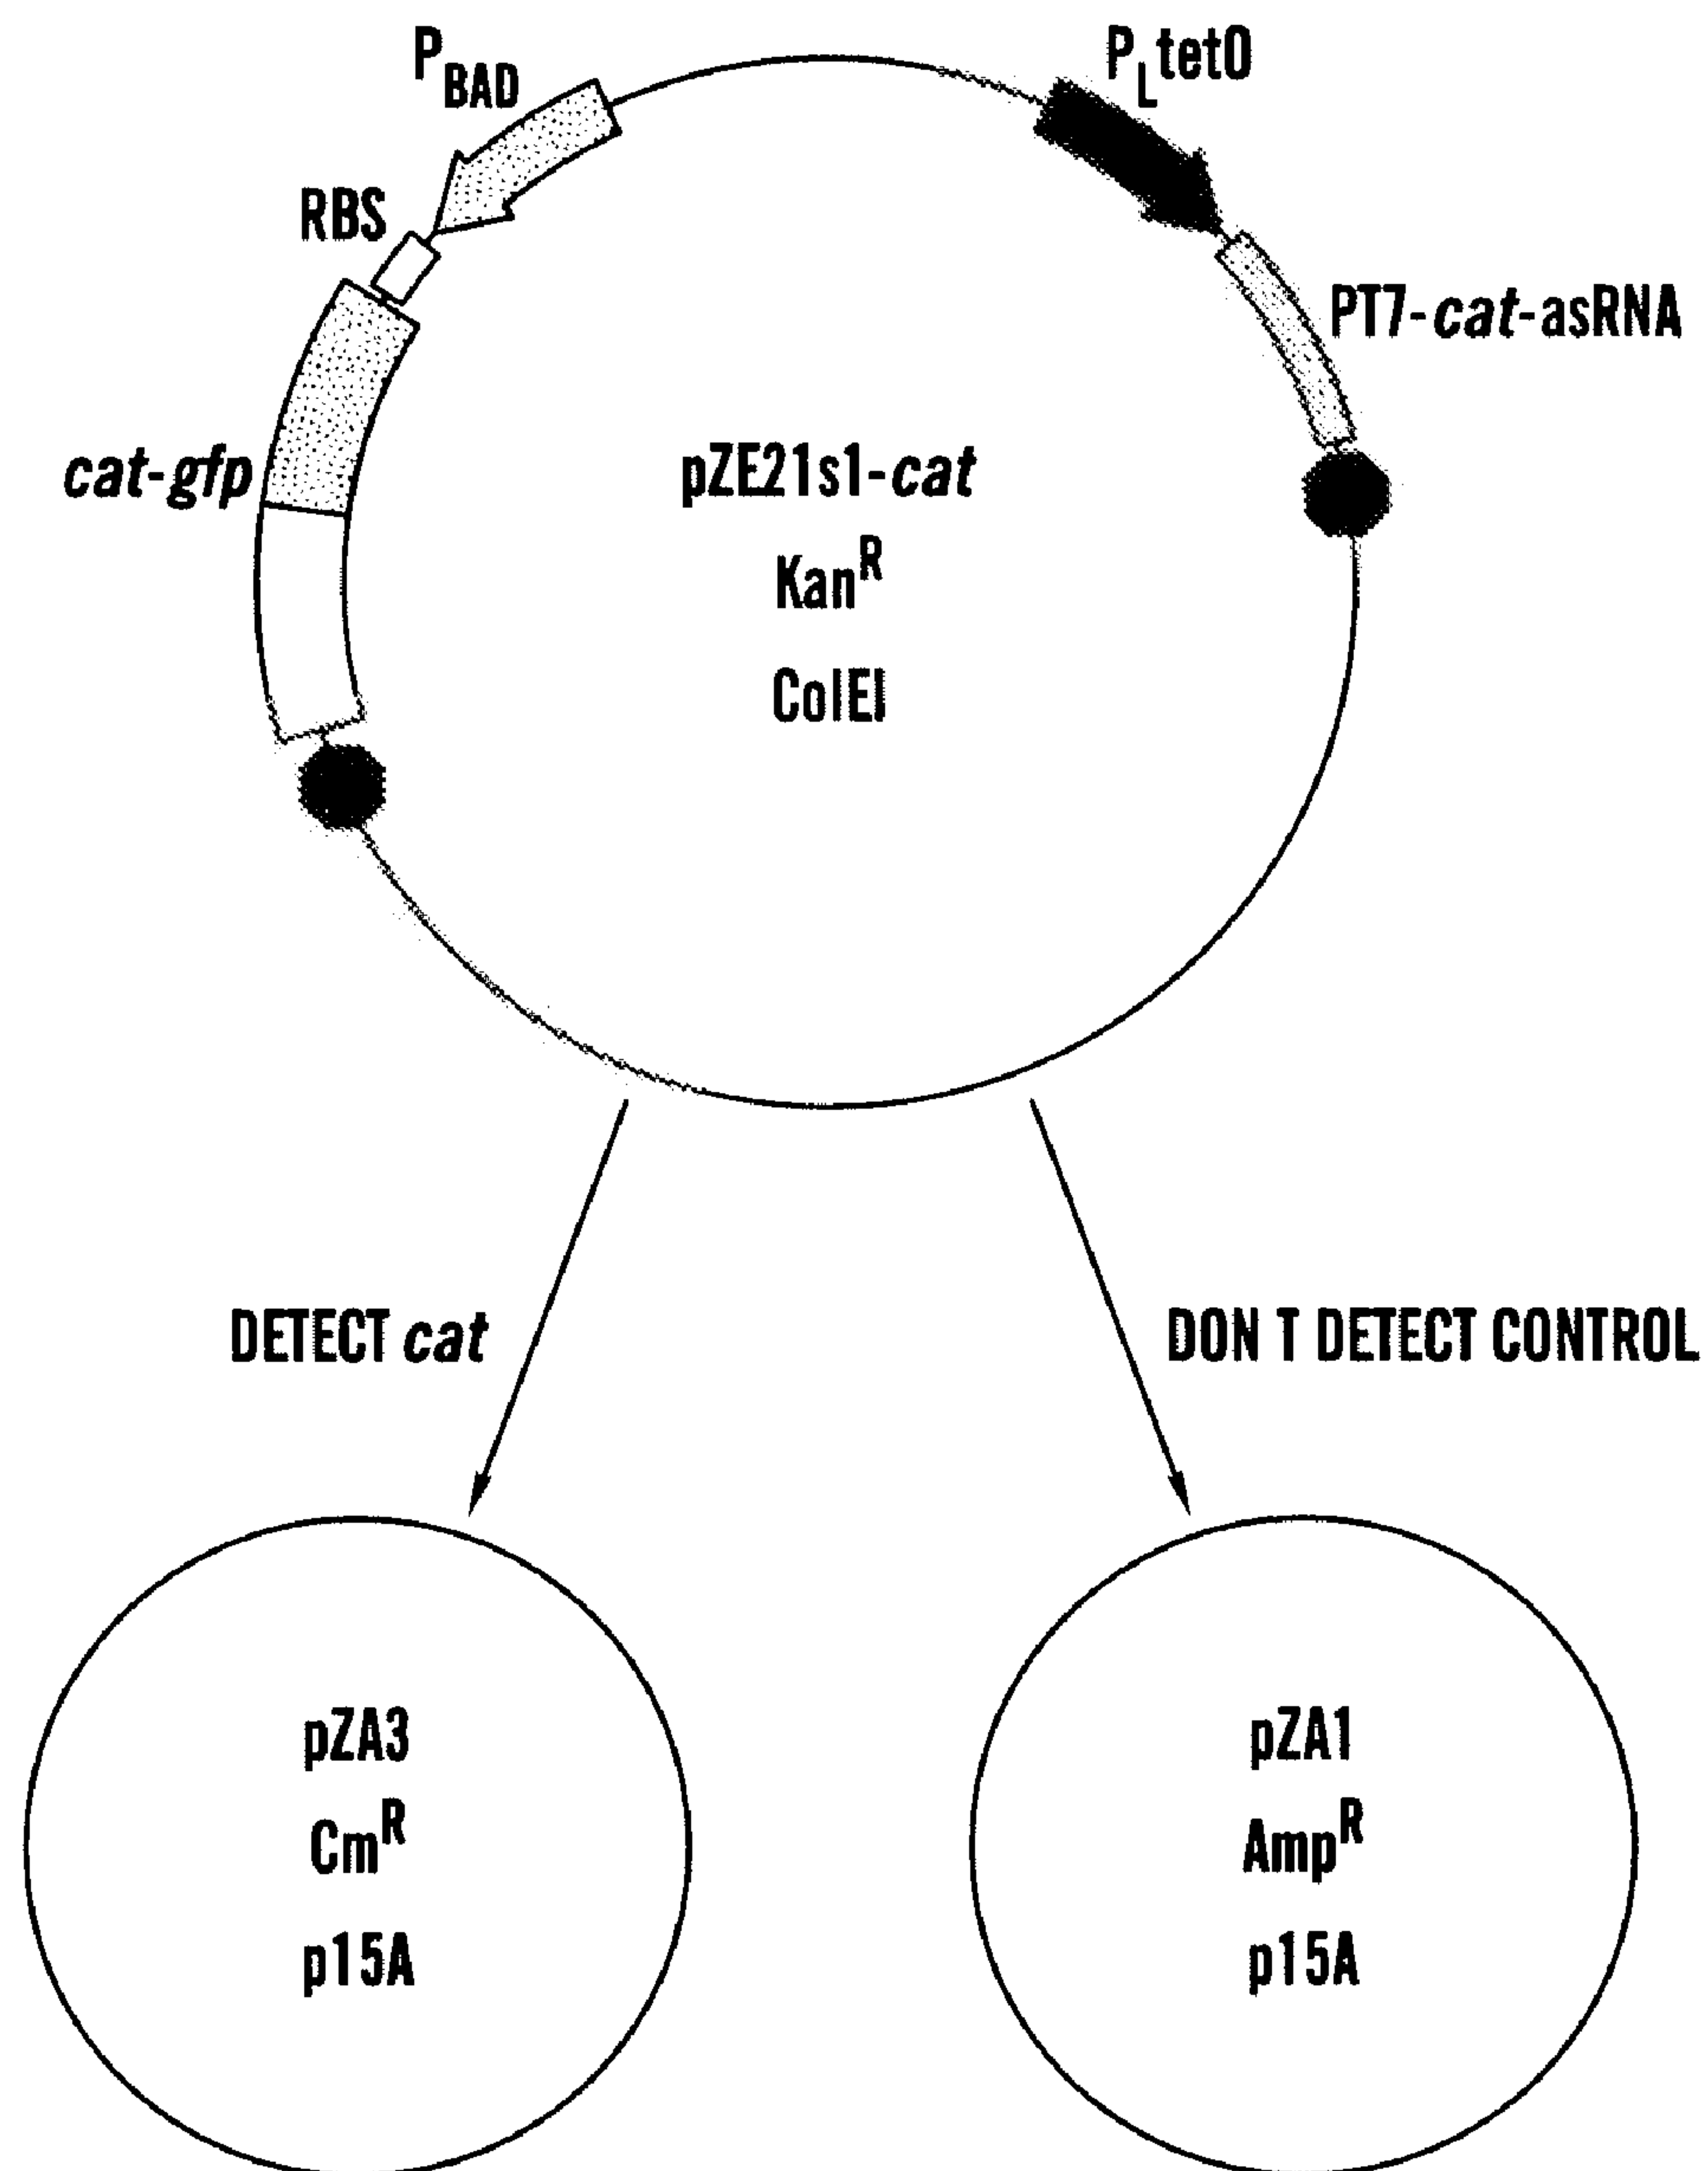 PBAD
PLtetO
RBS
PT7-cat-asRNA
cat-gfp
pZE21s1-cat
KanR
ColEI
DETECT cat
DON T DETECT CONTROL
pZA3
CmR
p15A
pZA1
AmpR
p15A